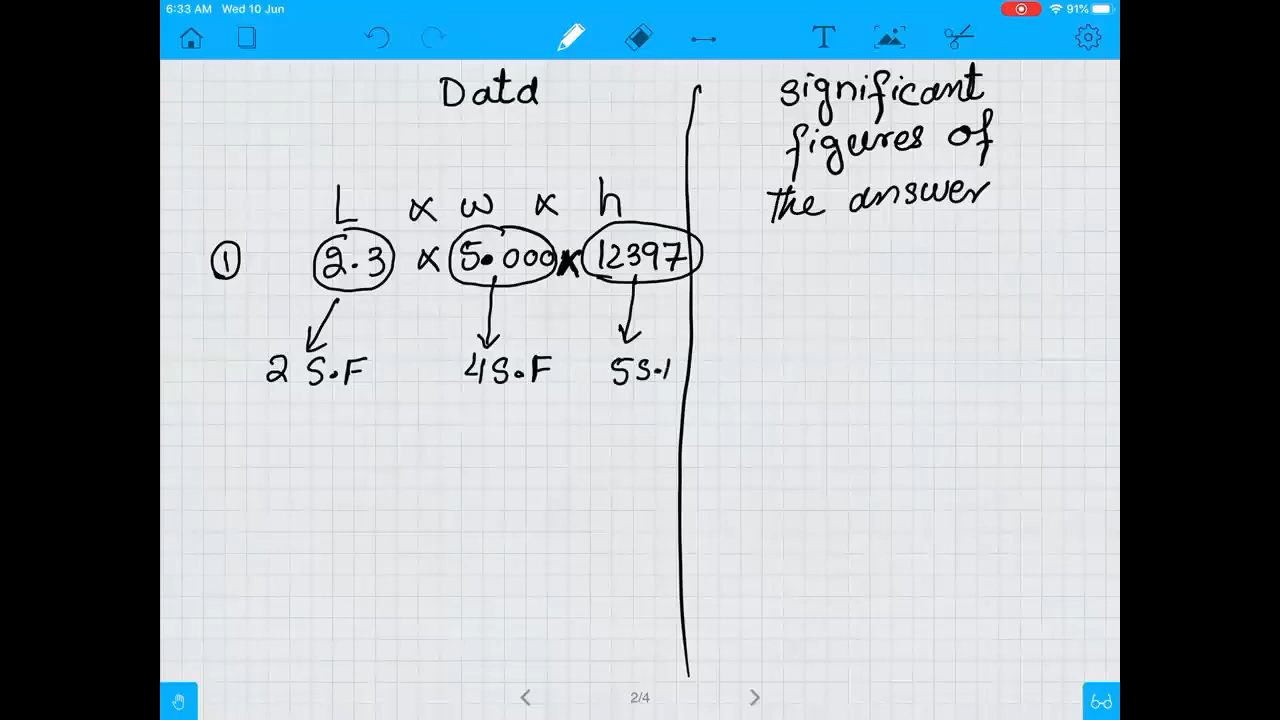 6:33 AM Wed 10 Jun 91%
T
Data
significant
figures of
the answer
L × w × h
① 2.3 × 5.000 × 12397
2 S.F 4 S.F 5 S.
2/4